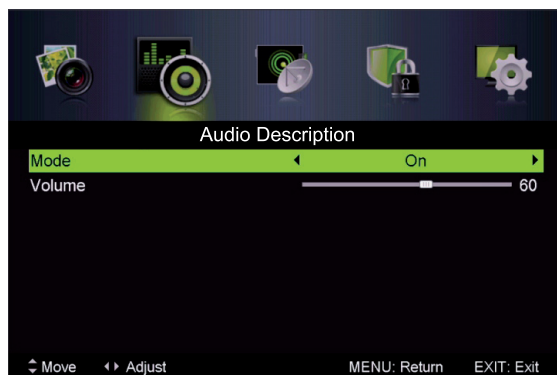 Audio Description
Mode On
Volume 60
Move Adjust MENU: Return EXIT: Exit